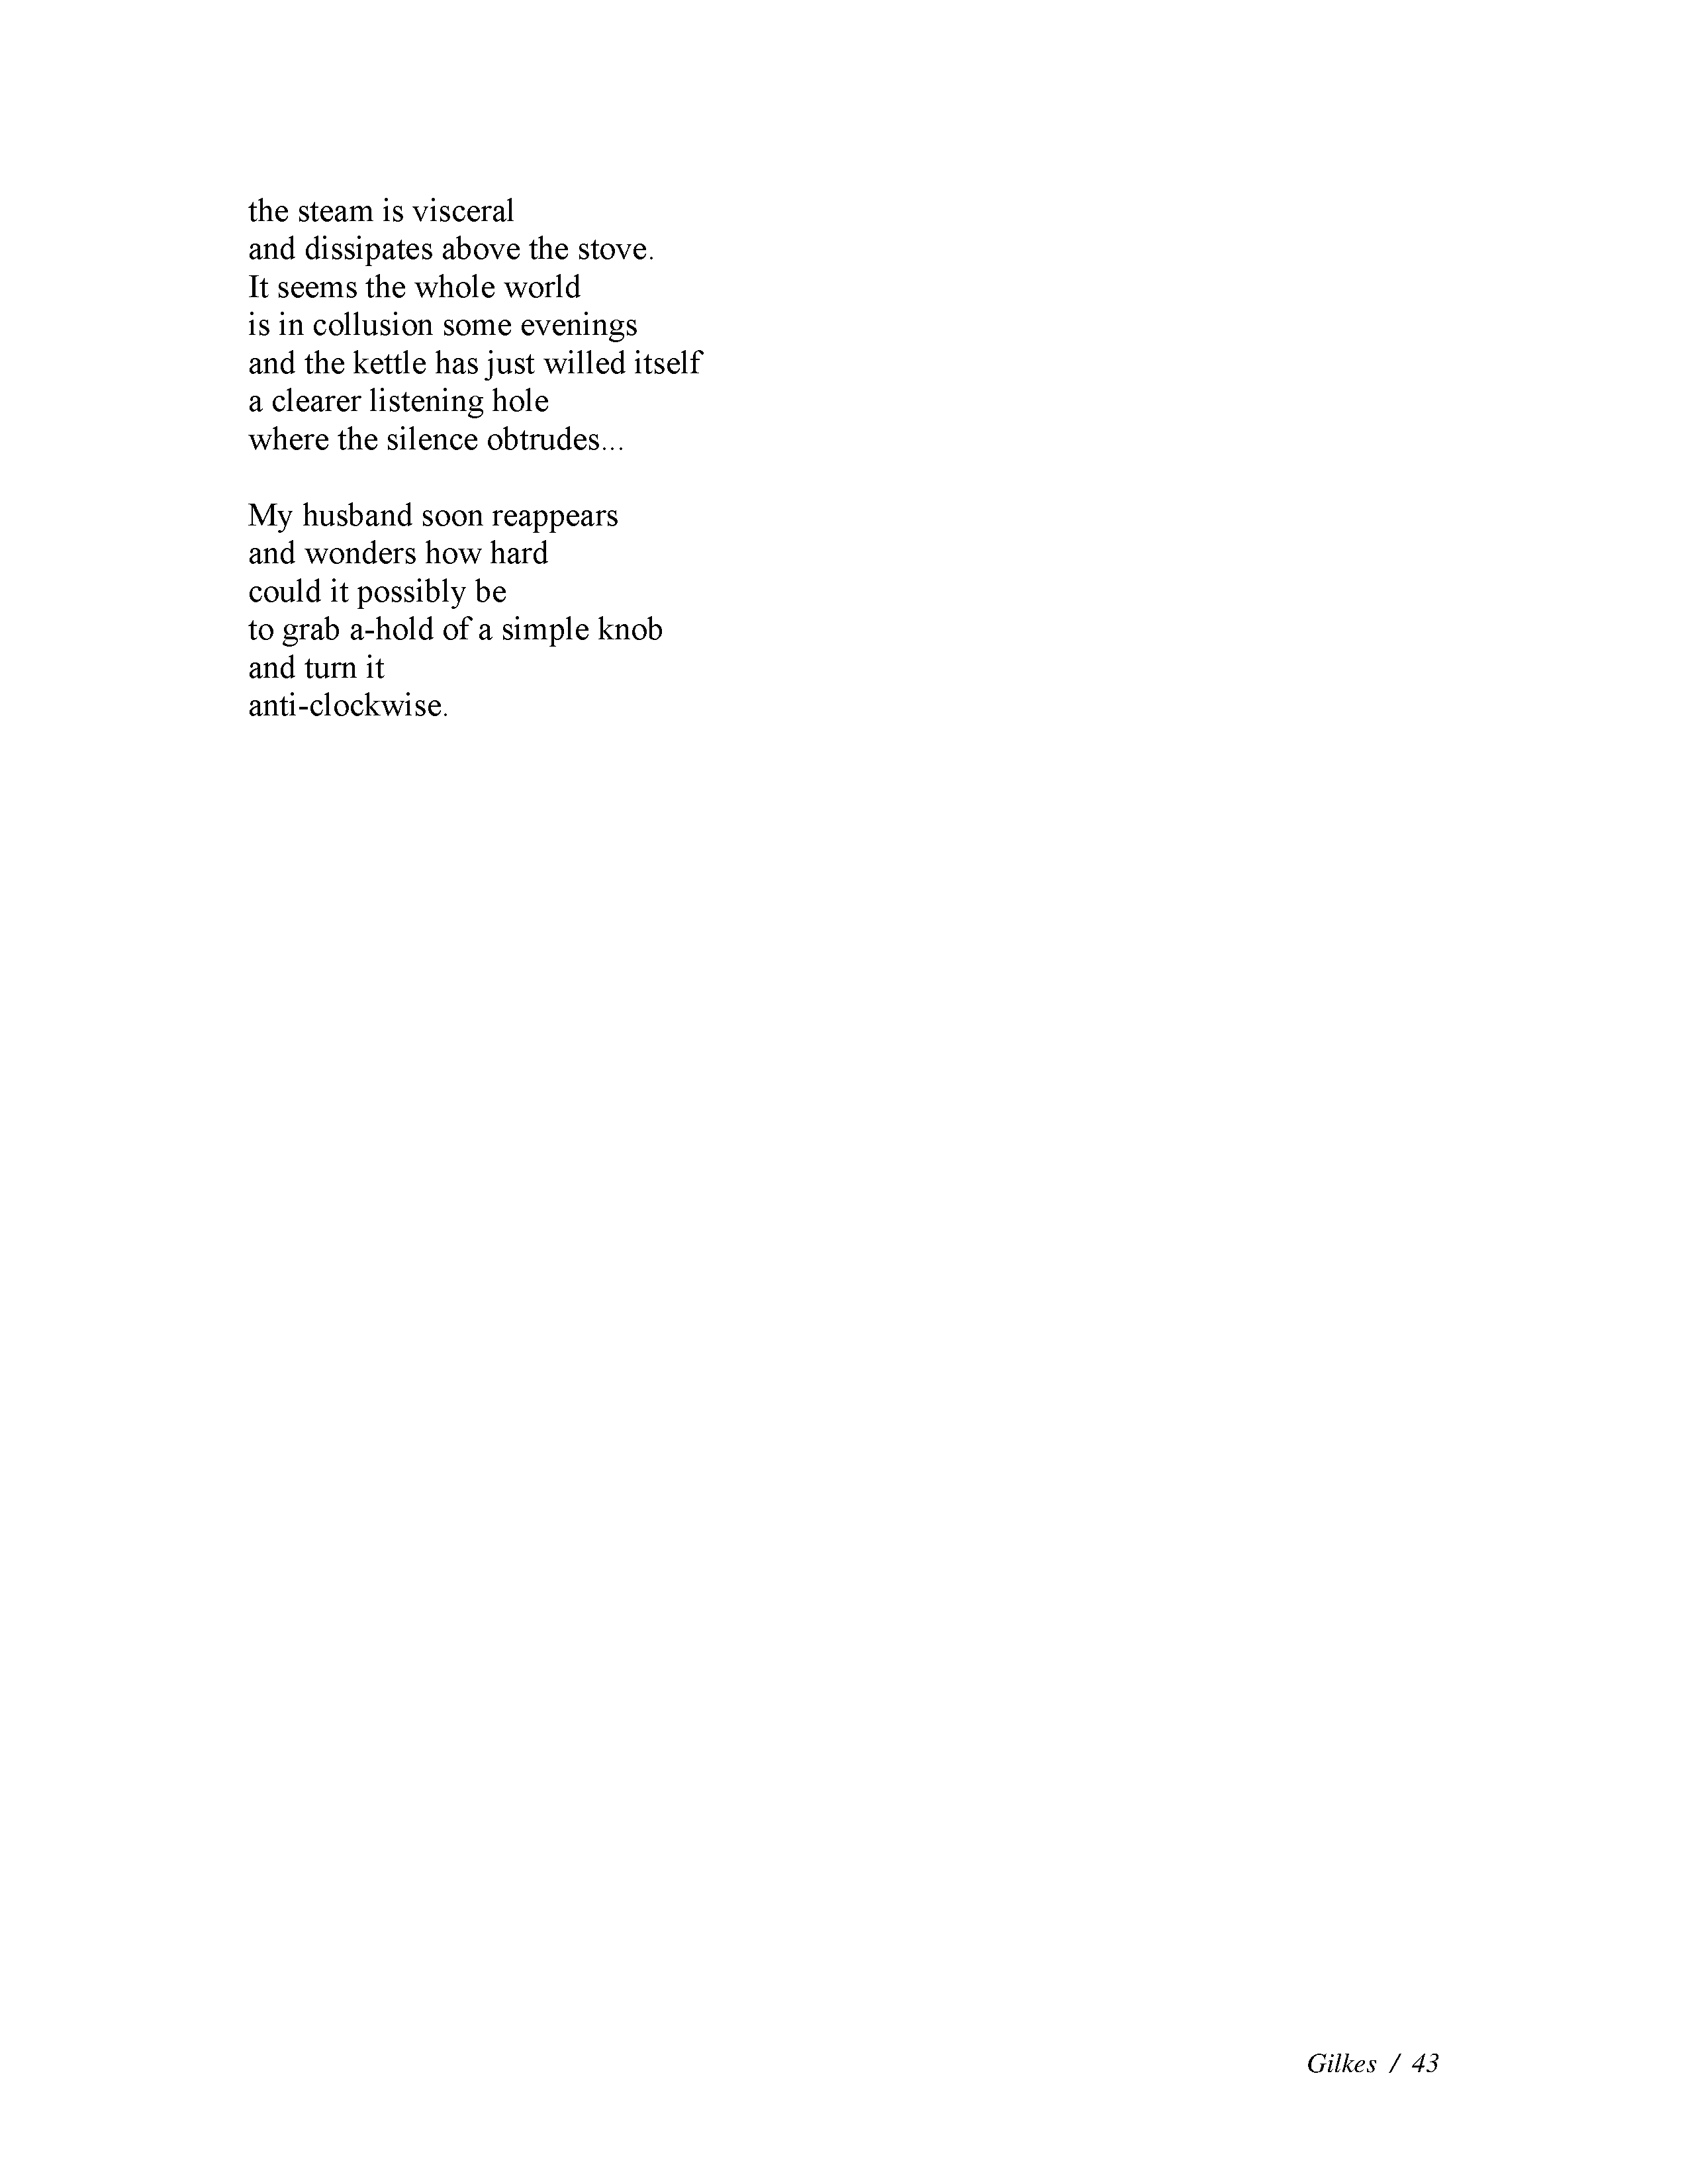 the steam is visceral
and dissipates above the stove.
It seems the whole world
is in collusion some evenings
and the kettle has just willed itself
a clearer listening hole
where the silence obtrudes...

My husband soon reappears
and wonders how hard
could it possibly be
to grab a-hold of a simple knob
and turn it
anti-clockwise.

Gilkes / 43